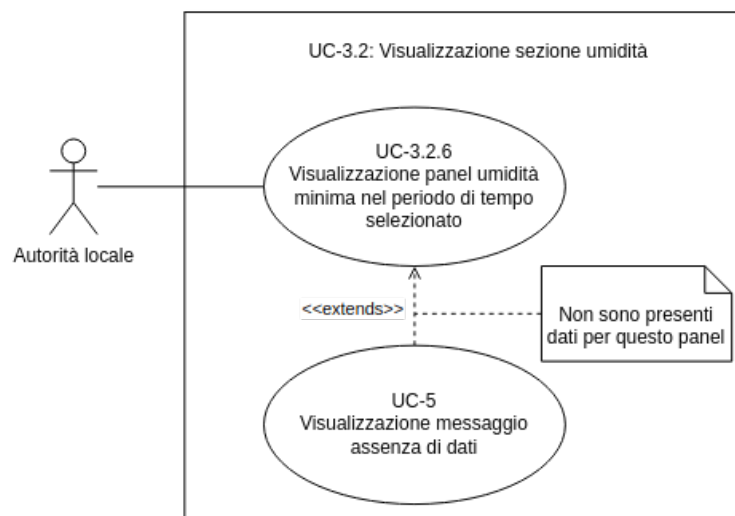 UC-3.2: Visualizzazione sezione umidità
UC-3.2.6
Visualizzazione panel umidità
minima nel periodo di tempo
selezionato
Autorità locale
<<extends>>
Non sono presenti
dati per questo panel
UC-5
Visualizzazione messaggio
assenza di dati